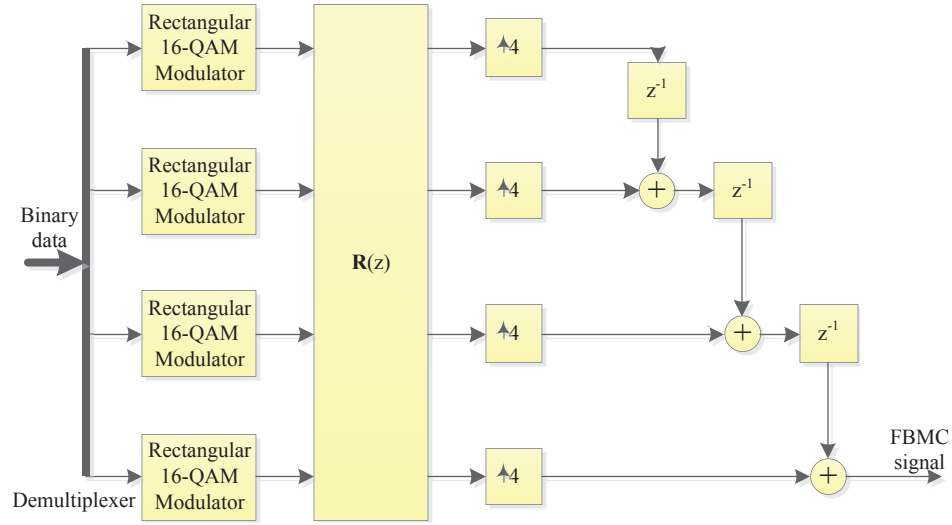 Rectangular
16-QAM
Modulator
4
z-1
Rectangular
16-QAM
Modulator
4
+
z-1
Binary
data
R(z)
Rectangular
16-QAM
Modulator
4
+
z-1
Rectangular
16-QAM
Modulator
4
+
FBMC
signal
Demultiplexer